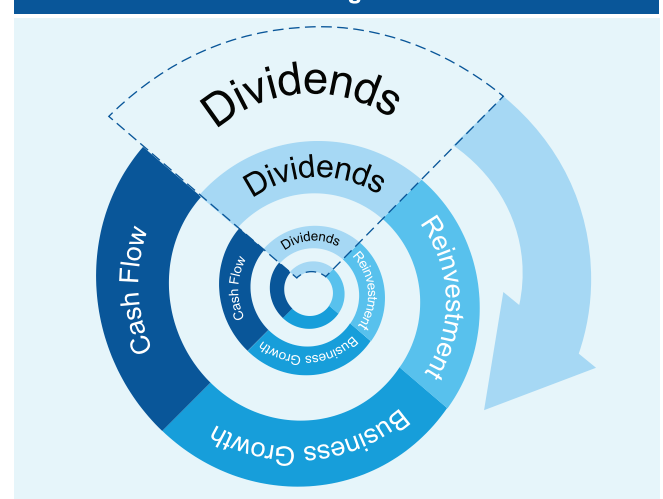 Dividends
Dividends
Dividends
Cash Flow
Cash Flow
Reinvestment
Reinvestment
Business Growth
Business Growth